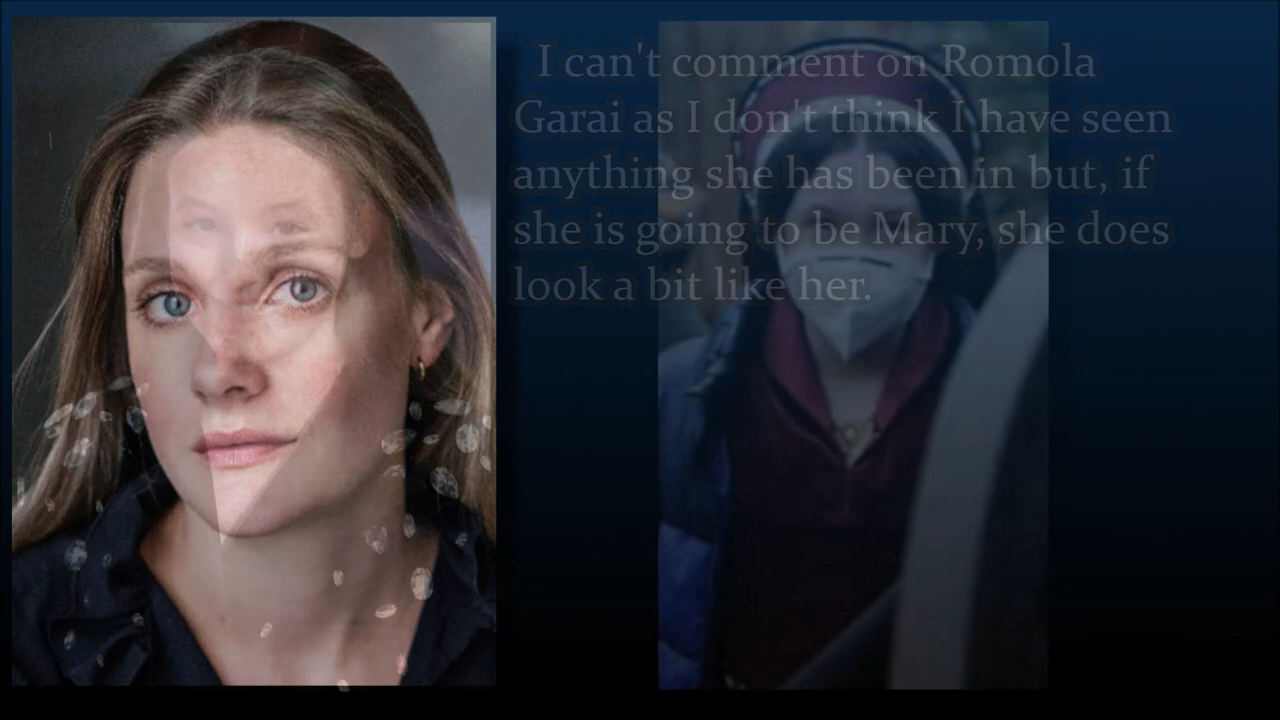 I can't comment on Romola
Garai as I don't think I have seen
anything she has been in but, if
she is going to be Mary, she does
look a bit like her.